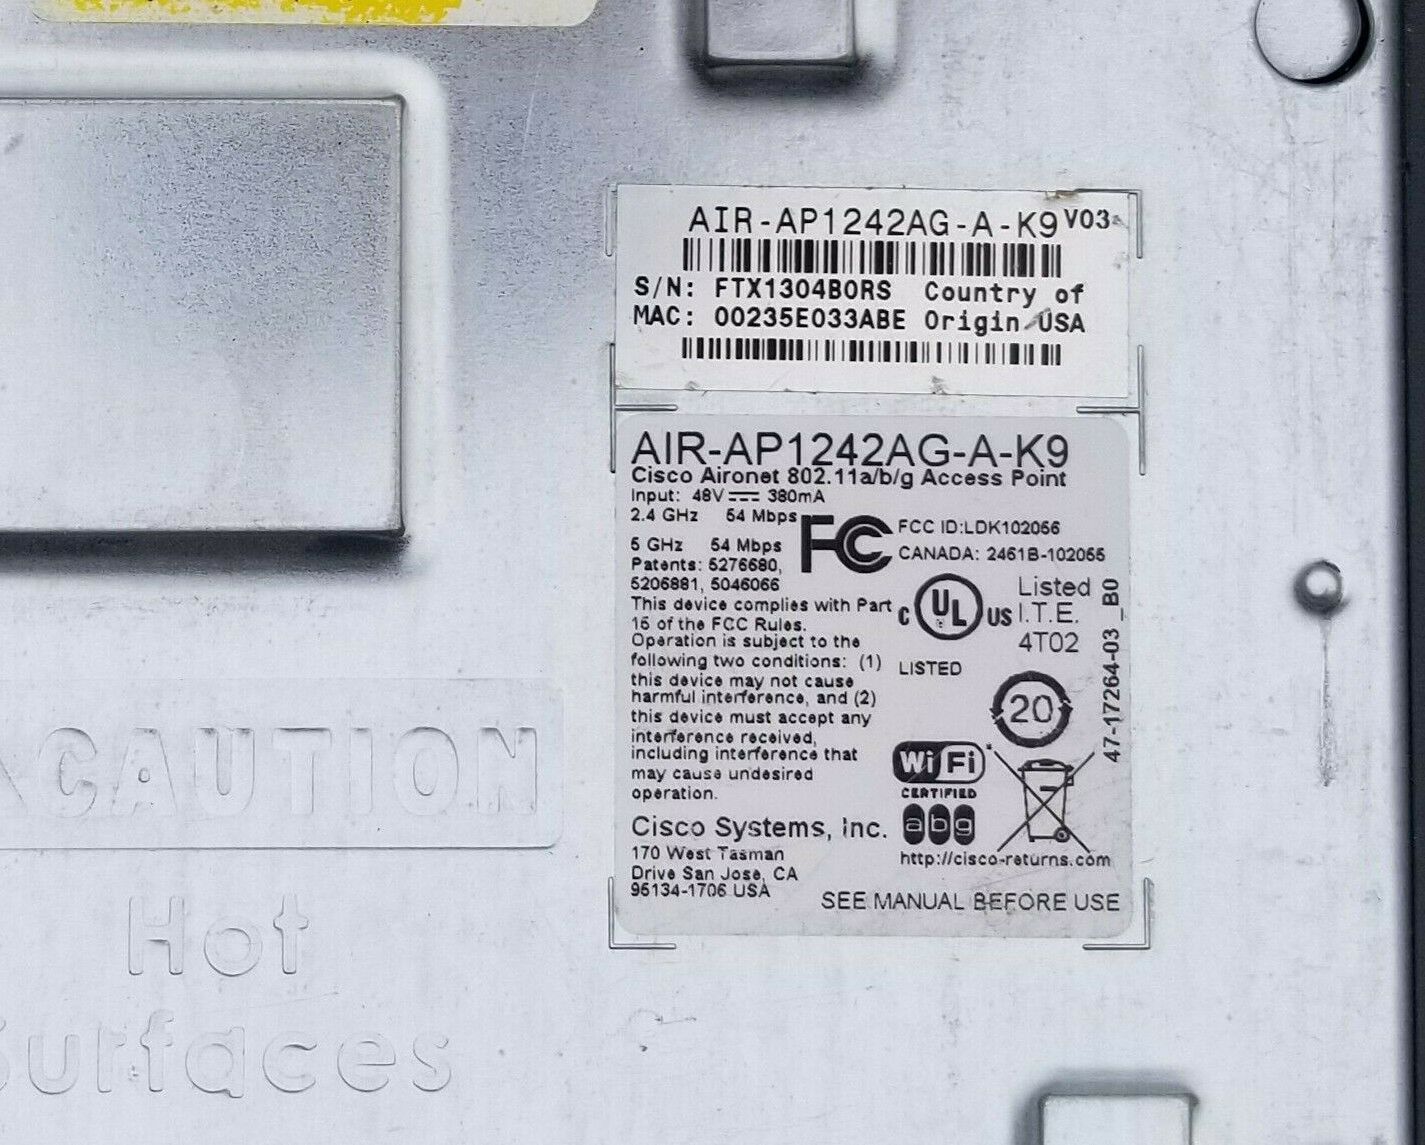 AIR-AP1242AG-A-K9 V03
S/N: FTX1304B0RS Country of
MAC: 00235E033ABE Origin USA
AIR-AP1242AG-A-K9
Cisco Aironet 802.11a/b/g Access Point
Input: 48V 380mA
2.4 GHz 54 Mbps
5 GHz 54 Mbps
Patents: 5276680,
5206881, 5046066
This device complies with Part
15 of the FCC Rules.
Operation is subject to the
following two conditions: (1)
this device may not cause
harmful interference, and (2)
this device must accept any
interference received,
including interference that
may cause undesired
operation.
Cisco Systems, Inc.
170 West Tasman
Drive San Jose, CA
95134-1706 USA
FC
FCC ID:LDK102056
CANADA: 2461B-102056
C UL US
Listed
I.T.E.
4T02
LISTED
20
47-17264-03 _B0
Wi Fi
CERTIFIED
abg
http://cisco-returns.com
SEE MANUAL BEFORE USE
CAUTION
Hot
Surfaces